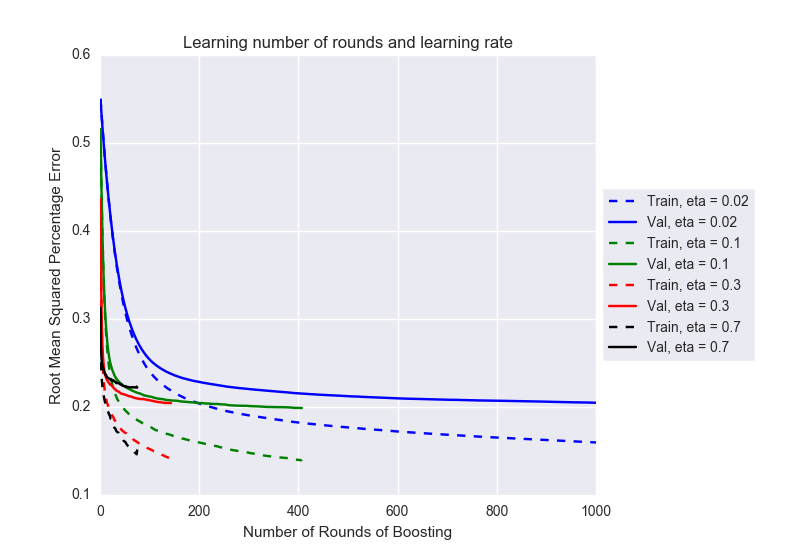 Learning number of rounds and learning rate
0.6
0.5
0.4
0.3
0.2
0.1
Root Mean Squared Percentage Error
0 200 400 600 800 1000
Number of Rounds of Boosting
Train, eta = 0.02
Val, eta = 0.02
Train, eta = 0.1
Val, eta = 0.1
Train, eta = 0.3
Val, eta = 0.3
Train, eta = 0.7
Val, eta = 0.7